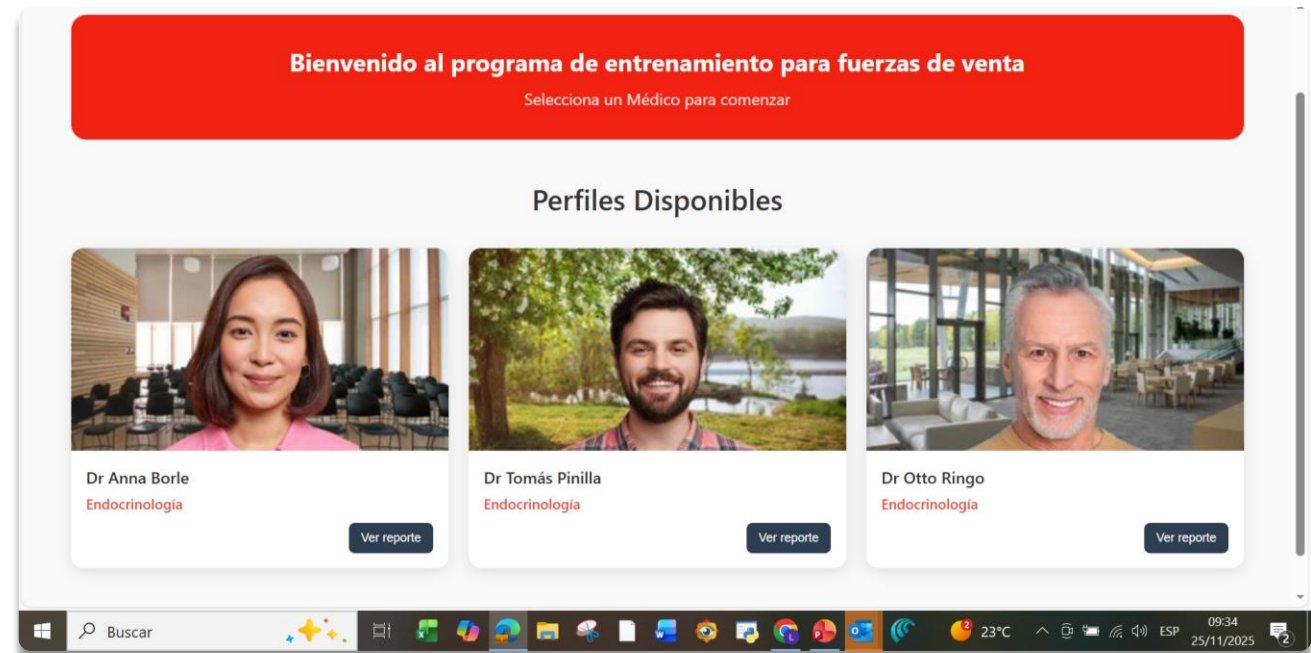 Bienvenido al programa de entrenamiento para fuerzas de venta
Selecciona un Médico para comenzar
Perfiles Disponibles
Dr Anna Borle
Endocrinología
Ver reporte
Dr Tomás Pinilla
Endocrinología
Ver reporte
Dr Otto Ringo
Endocrinología
Ver reporte
Buscar
2
23°C
ESP
09:34
25/11/2025
2